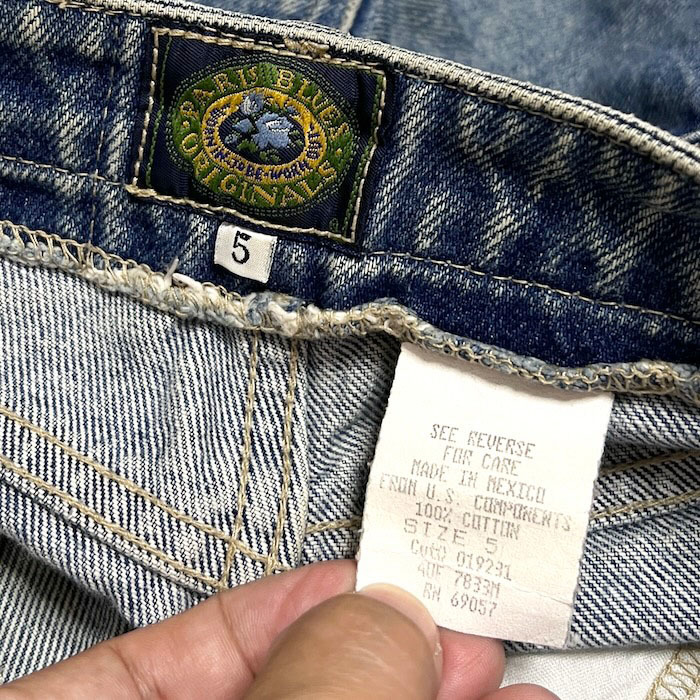 PARIS BLUES
ORIGINALS
5
SEE REVERSE
FOR CARE
MADE IN MEXICO
FROM U.S. COMPONENTS
100% COTTON
SIZE 5
Cut# 019231
7833M
RN 69057